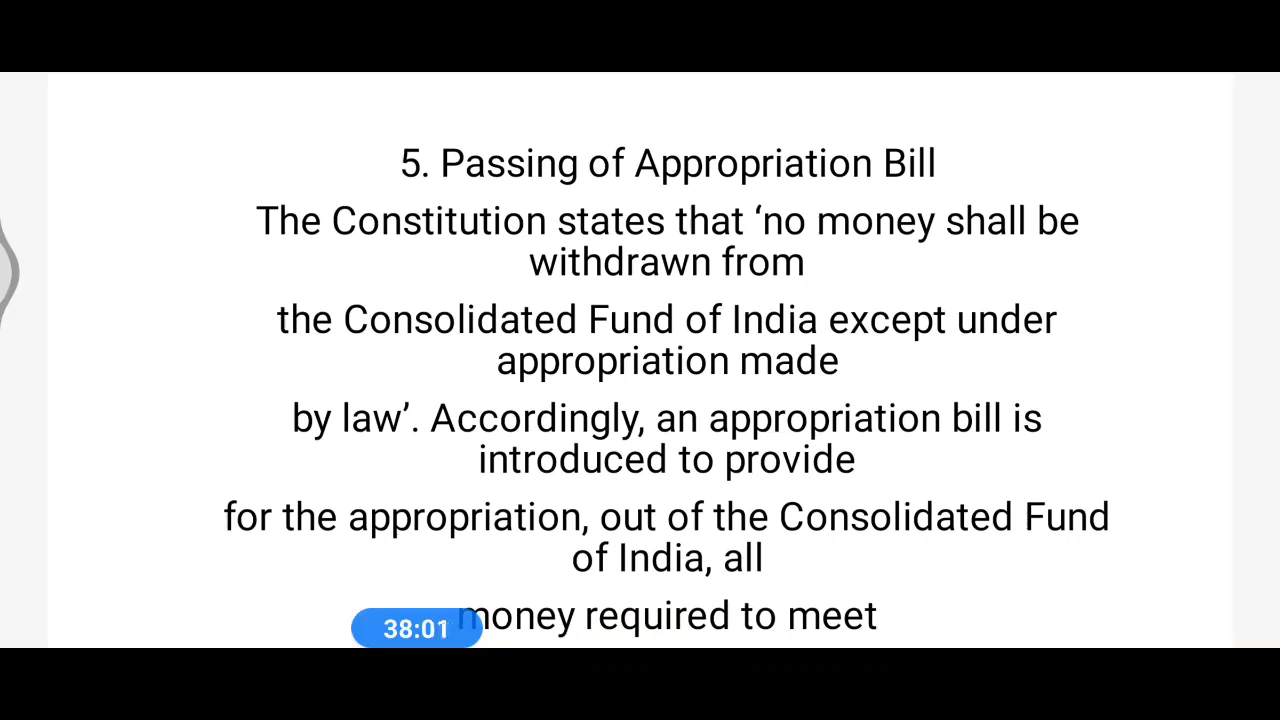 5. Passing of Appropriation Bill
The Constitution states that ‘no money shall be
withdrawn from
the Consolidated Fund of India except under
appropriation made
by law’. Accordingly, an appropriation bill is
introduced to provide
for the appropriation, out of the Consolidated Fund
of India, all
money required to meet
38:01